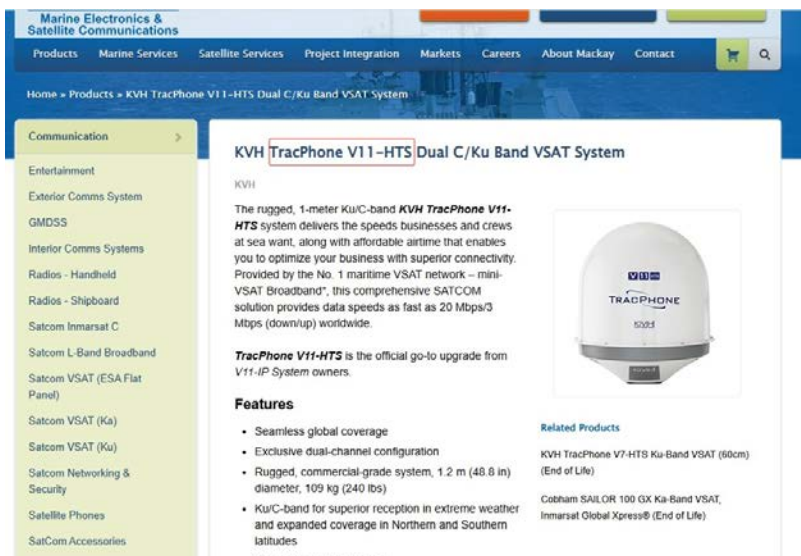 Marine Electronics &
Satellite Communications
Products Marine Services Satellite Services Project Integration Markets Careers About Mackay Contact
Home » Products » KVH TracPhone V11-HTS Dual C/Ku Band VSAT System
Communication >
Entertainment
Exterior Comms System
GMDSS
Interior Comms Systems
Radios - Handheld
Radios - Shipboard
Satcom Inmarsat C
Satcom L-Band Broadband
Satcom VSAT (ESA Flat
Panel)
Satcom VSAT (Ka)
Satcom VSAT (Ku)
Satcom Networking &
Security
Satellite Phones
SatCom Accessories
KVH TracPhone V11-HTS Dual C/Ku Band VSAT System
KVH
The rugged, 1-meter Ku/C-band KVH TracPhone V11-
HTS system delivers the speeds businesses and crews
at sea want, along with affordable airtime that enables
you to optimize your business with superior connectivity.
Provided by the No. 1 maritime VSAT network – mini-
VSAT Broadband*, this comprehensive SATCOM
solution provides data speeds as fast as 20 Mbps/3
Mbps (down/up) worldwide.
TracPhone V11-HTS is the official go-to upgrade from
V11-IP System owners.
Features
• Seamless global coverage
• Exclusive dual-channel configuration
• Rugged, commercial-grade system, 1.2 m (48.8 in)
diameter, 109 kg (240 lbs)
• Ku/C-band for superior reception in extreme weather
and expanded coverage in Northern and Southern
latitudes
V11 HTS
TRACPHONE
KVH
Related Products
KVH TracPhone V7-HTS Ku-Band VSAT (60cm)
(End of Life)
Cobham SAILOR 100 GX Ka-Band VSAT,
Inmarsat Global Xpress® (End of Life)